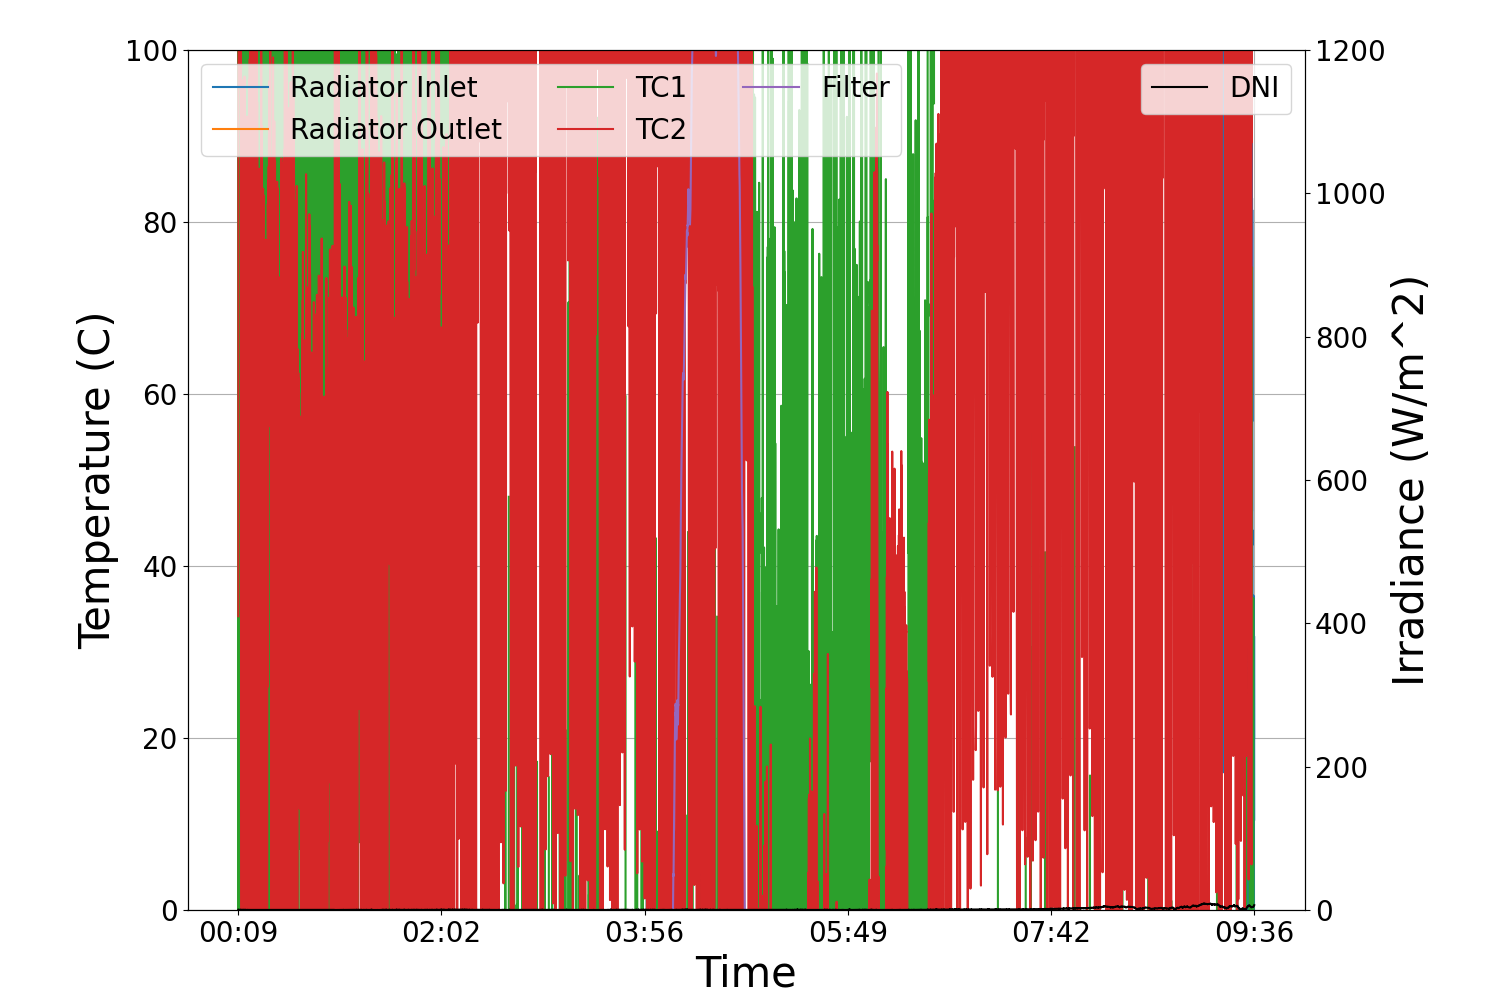 100
80
60
40
20
0
Temperature (C)
Radiator Inlet
Radiator Outlet
TC1
TC2
Filter
DNI
1200
1000
800
600
400
200
0
Irradiance (W/m^2)
00:09
02:02
03:56
05:49
07:42
09:36
Time